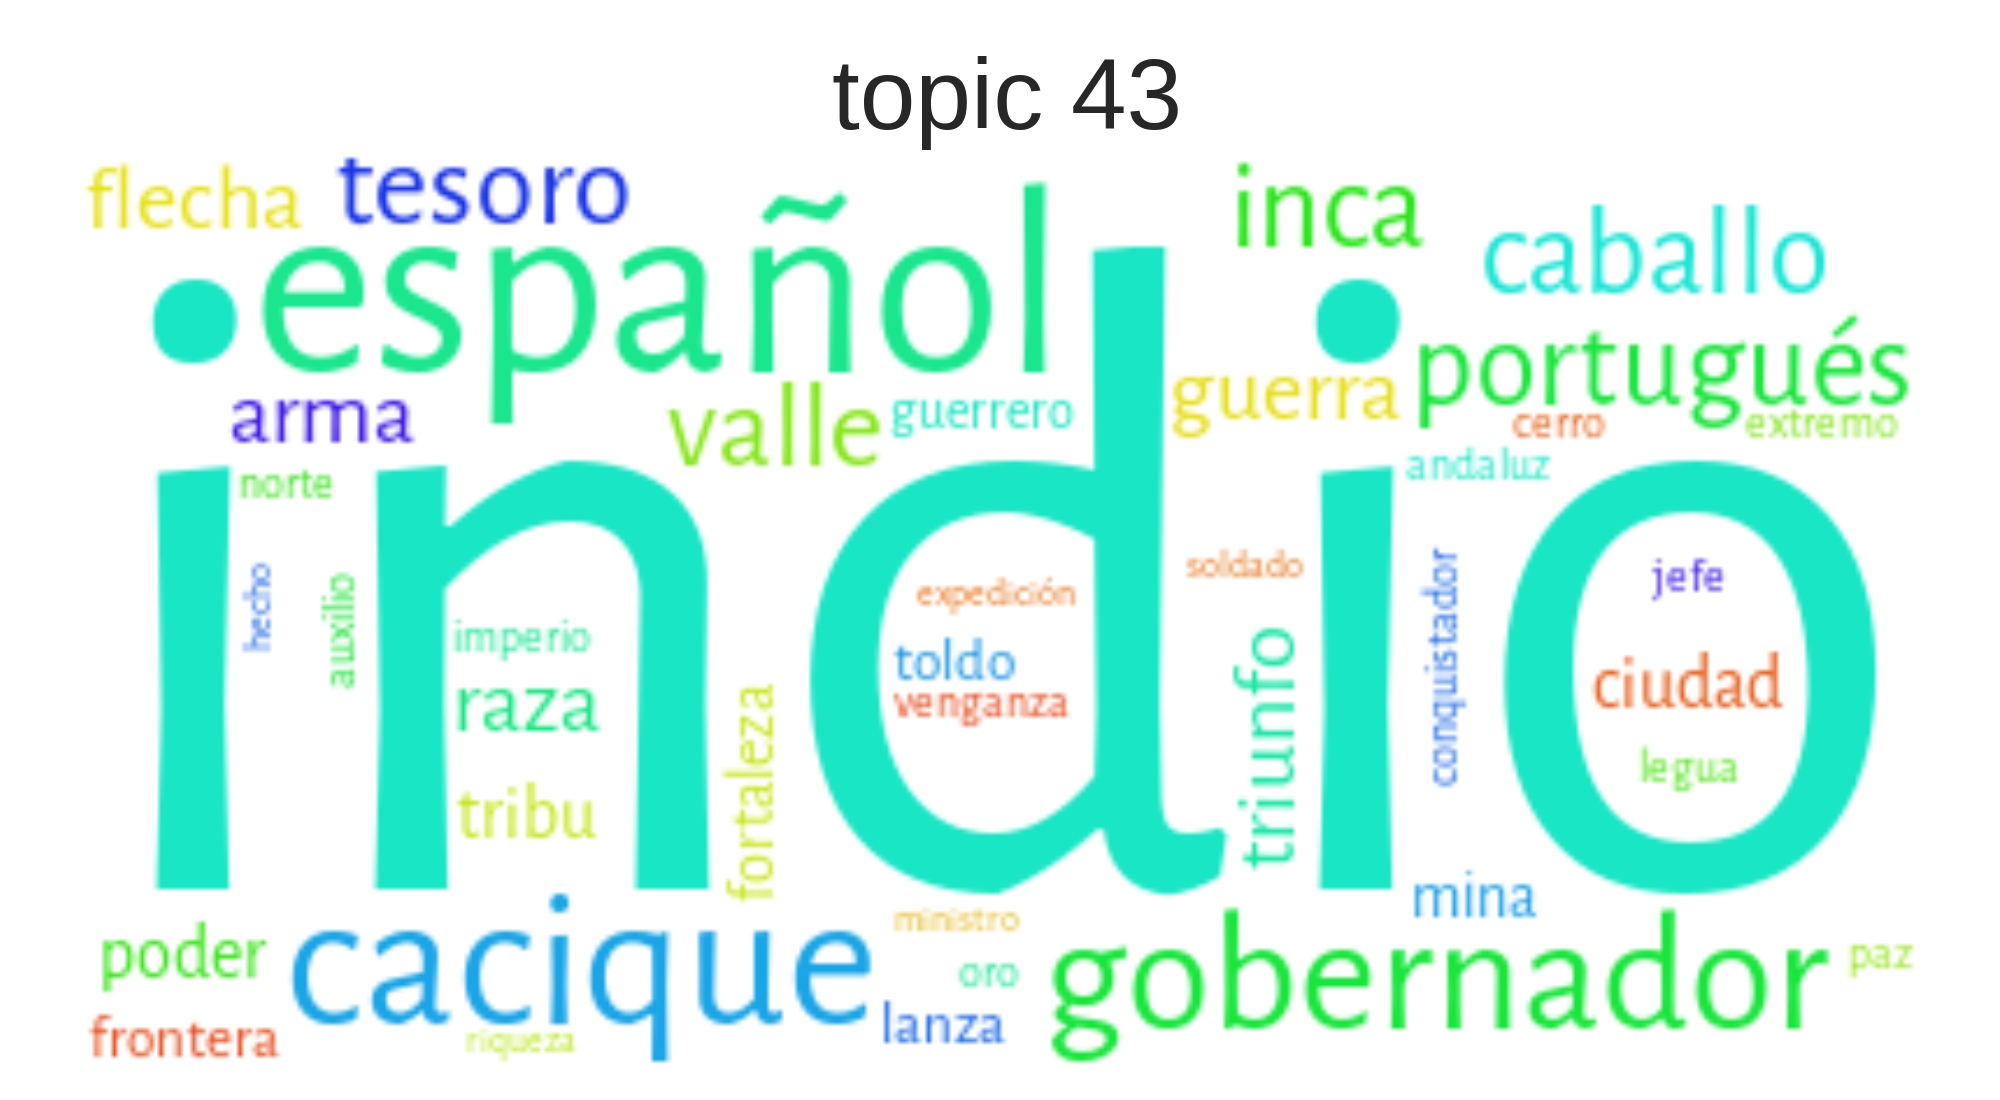 topic 43
flecha
tesoro
inca
español
caballo
portugués
arma
valle
guerrero
guerra
cerro
extremo
indio
norte
andaluz
hecho
auxilio
imperio
raza
tribu
fortaleza
expedición
toldo
venganza
soldado
triunfo
conquistador
jefe
ciudad
legua
mina
poder
cacique
ministro
oro
gobernador
paz
frontera
riqueza
lanza